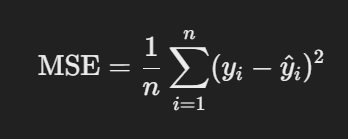 MSE = \frac{1}{n} \sum_{i=1}^{n} (y_i - \hat{y}_i)^2